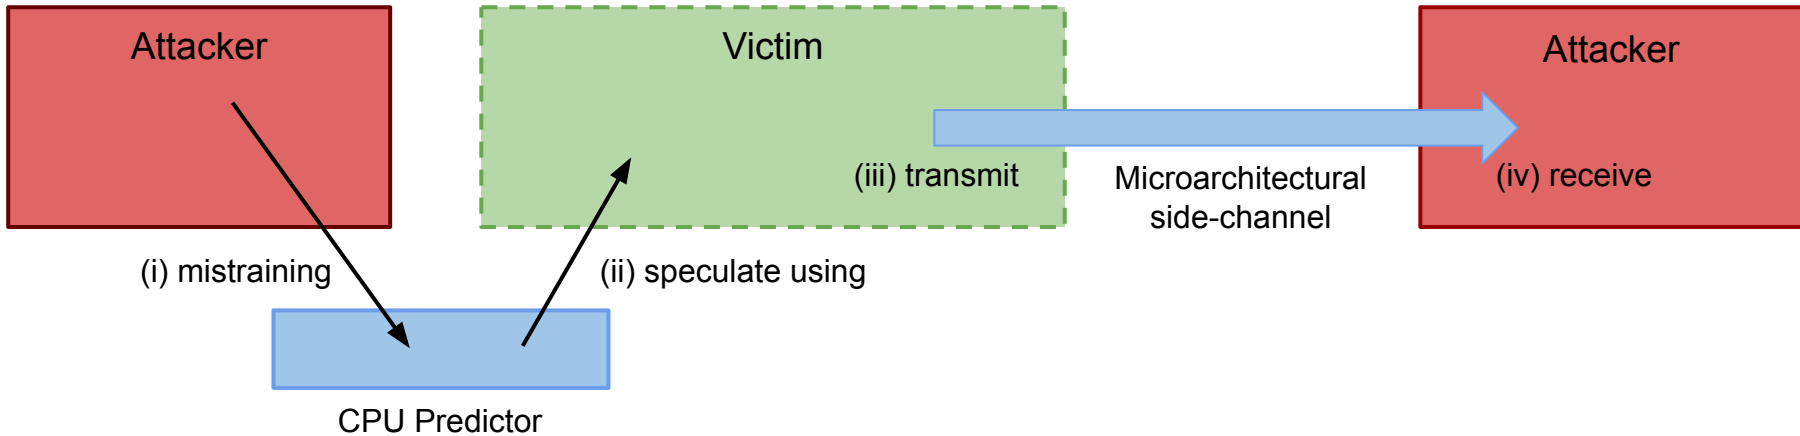 Attacker
Victim
Attacker
(iii) transmit
Microarchitectural
side-channel
(iv) receive
(i) mistraining
(ii) speculate using
CPU Predictor